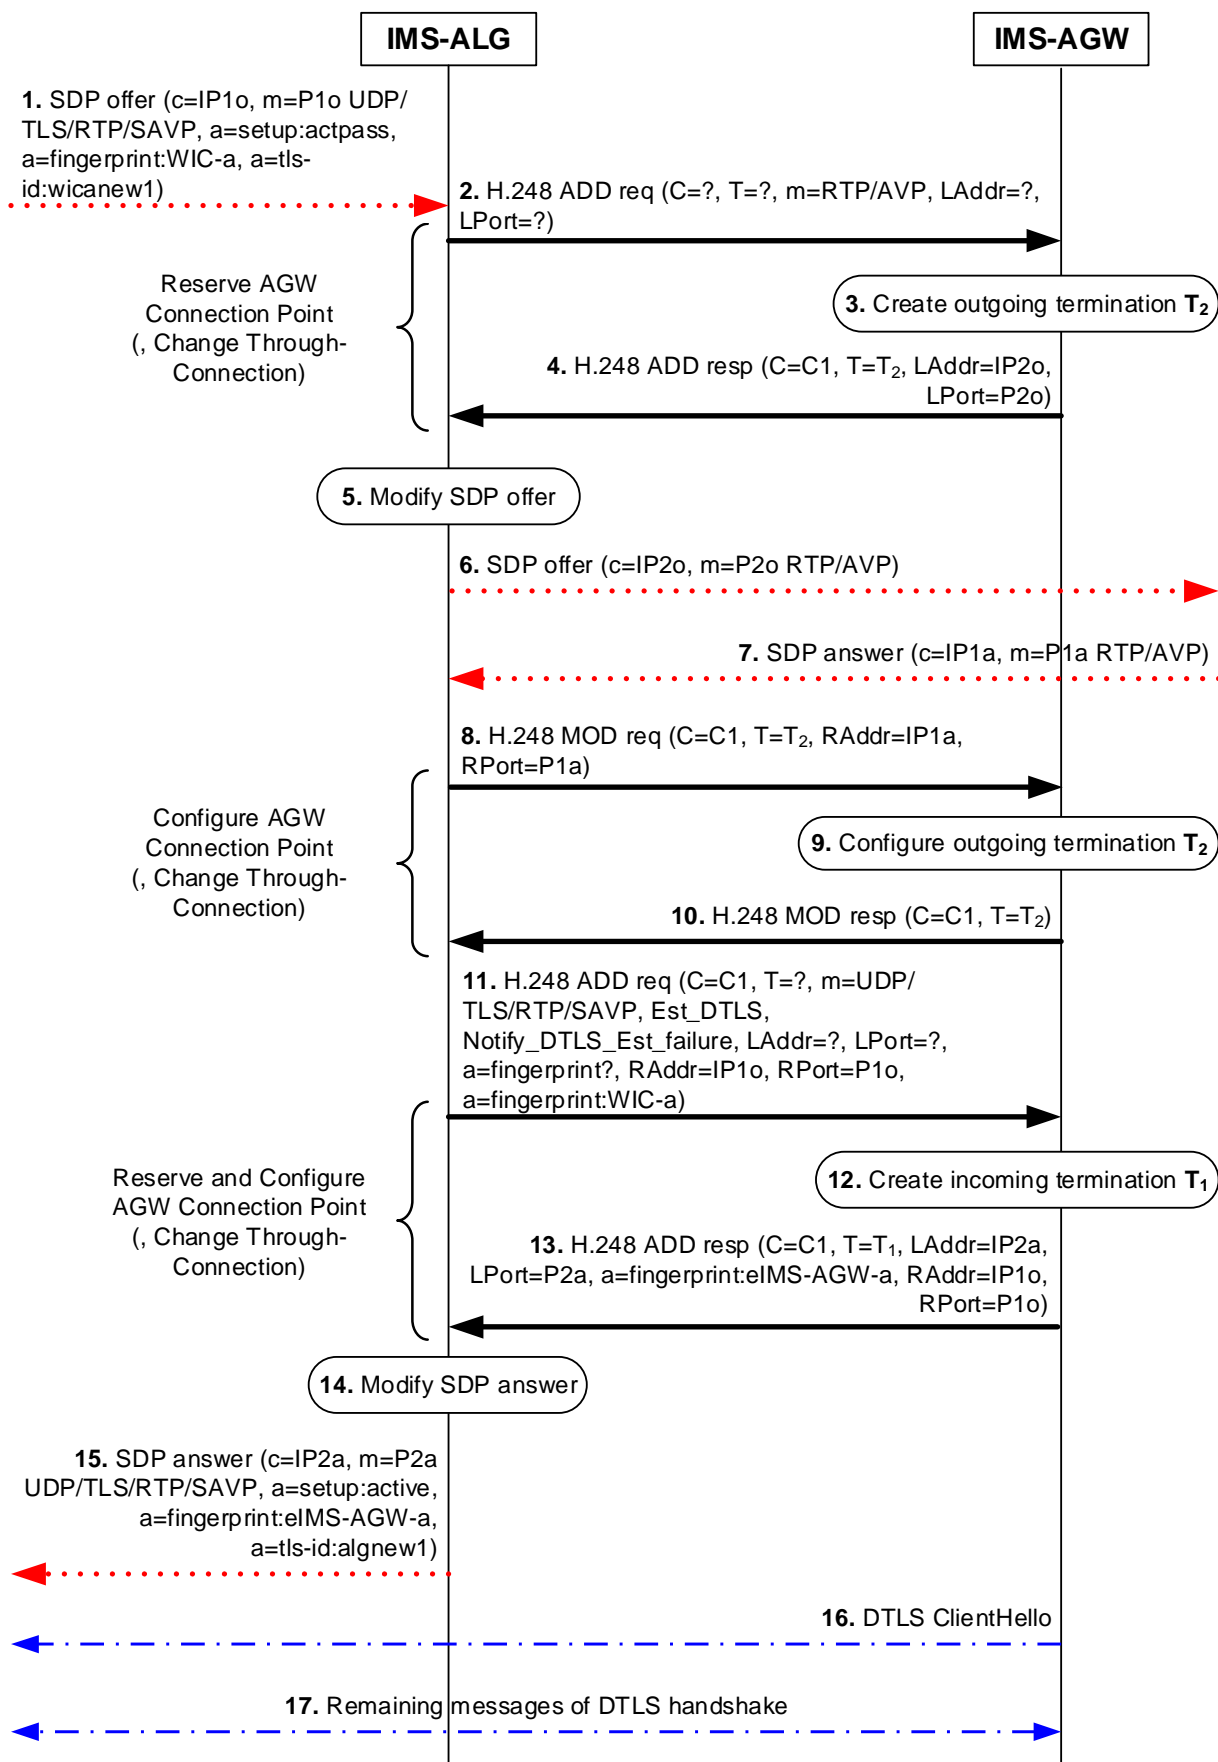 IMS-ALG
IMS-AGW
1. SDP offer (c=IP1o, m=P1o UDP/
TLS/RTP/SAVP, a=setup:actpass,
a=fingerprint:WIC-a, a=tls-
id:wicanew1)
2. H.248 ADD req (C=?, T=?, m=RTP/AVP, LAddr=?,
LPort=?)
Reserve AGW
Connection Point
(, Change Through-
Connection)
3. Create outgoing termination T2
4. H.248 ADD resp (C=C1, T=T2, LAddr=IP2o,
LPort=P2o)
5. Modify SDP offer
6. SDP offer (c=IP2o, m=P2o RTP/AVP)
7. SDP answer (c=IP1a, m=P1a RTP/AVP)
8. H.248 MOD req (C=C1, T=T2, RAddr=IP1a,
RPort=P1a)
Configure AGW
Connection Point
(, Change Through-
Connection)
9. Configure outgoing termination T2
10. H.248 MOD resp (C=C1, T=T2)
11. H.248 ADD req (C=C1, T=?, m=UDP/
TLS/RTP/SAVP, Est_DTLS,
Notify_DTLS_Est_failure, LAddr=?, LPort=?,
a=fingerprint?, RAddr=IP1o, RPort=P1o,
a=fingerprint:WIC-a)
Reserve and Configure
AGW Connection Point
(, Change Through-
Connection)
12. Create incoming termination T1
13. H.248 ADD resp (C=C1, T=T1, LAddr=IP2a,
LPort=P2a, a=fingerprint:eIMS-AGW-a, RAddr=IP1o,
RPort=P1o)
14. Modify SDP answer
15. SDP answer (c=IP2a, m=P2a
UDP/TLS/RTP/SAVP, a=setup:active,
a=fingerprint:eIMS-AGW-a,
a=tls-id:algnew1)
16. DTLS ClientHello
17. Remaining messages of DTLS handshake